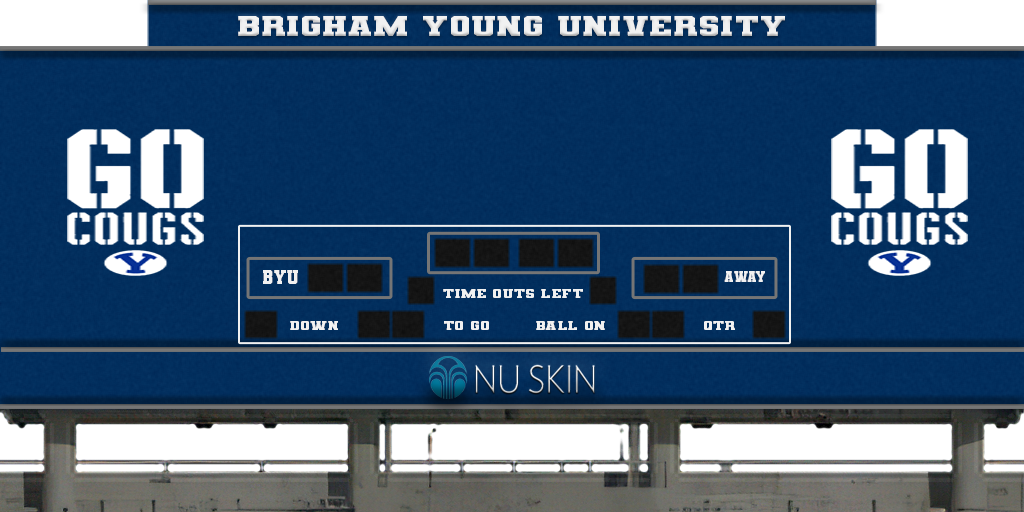 BRIGHAM YOUNG UNIVERSITY
GO
COUGS
Y
GO
COUGS
Y
BYU
AWAY
TIME OUTS LEFT
DOWN
TO GO
BALL ON
QTR
NU SKIN